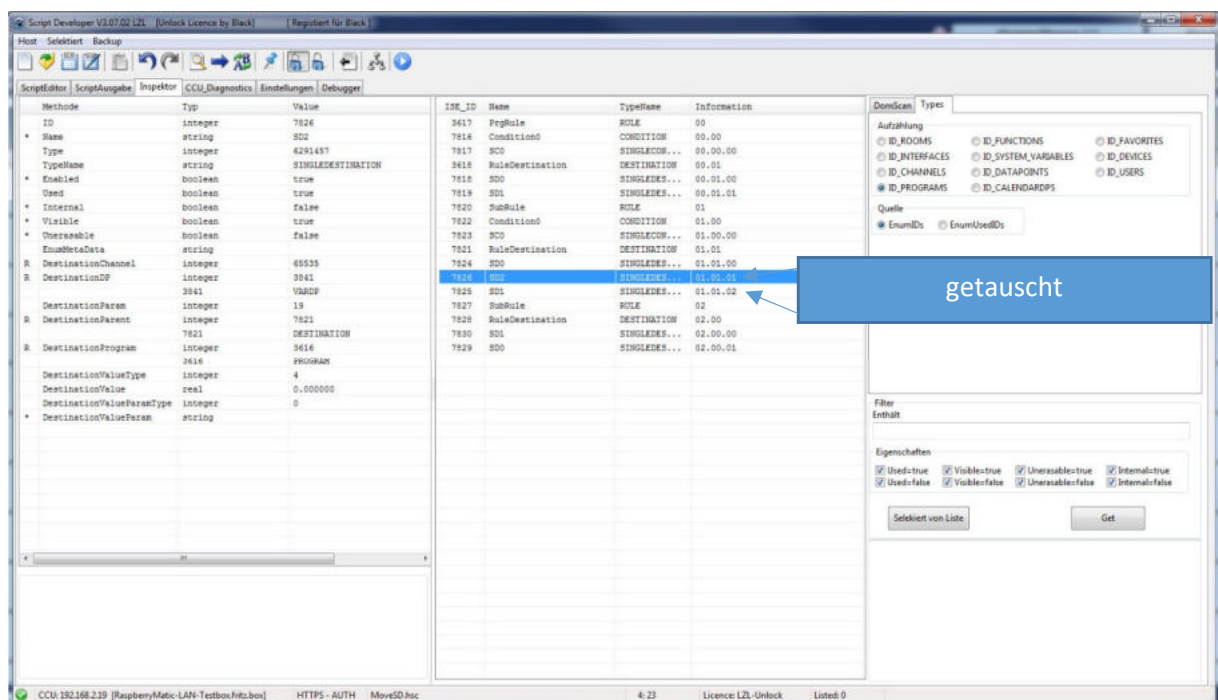 Script Developer V3.07.02 LZL [Unlock Licence by Black] [Registiert für Black]
Host Selektiert Backup
ScriptEditor ScriptAusgabe Inspektor CCU_Diagnostics Einstellungen Debugger
Methode Typ Value
ID integer 7826
* Name string SD2
Type integer 6291457
TypeName string SINGLEDESTINATION
* Enabled boolean true
Used boolean true
* Internal boolean false
* Visible boolean true
* Unerasable boolean false
EnumMetaData string
R DestinationChannel integer 65535
R DestinationDP integer 3841
3841 VARDP
DestinationParam integer 19
R DestinationParent integer 7821
7821 DESTINATION
R DestinationProgram integer 3616
3616 PROGRAM
DestinationValueType integer 4
DestinationValue real 0.000000
DestinationValueParamType integer 0
* DestinationValueParam string
ISE_ID Name TypeName Information
3617 PrgRule RULE 00
7816 Condition0 CONDITION 00.00
7817 SC0 SINGLECON... 00.00.00
3618 RuleDestination DESTINATION 00.01
7818 SD0 SINGLEDES... 00.01.00
7819 SD1 SINGLEDES... 00.01.01
7820 SubRule RULE 01
7822 Condition0 CONDITION 01.00
7823 SC0 SINGLECON... 01.00.00
7821 RuleDestination DESTINATION 01.01
7824 SD0 SINGLEDES... 01.01.00
7826 SD2 SINGLEDES... 01.01.01
7825 SD1 SINGLEDES... 01.01.02
7827 SubRule RULE 02
7828 RuleDestination DESTINATION 02.00
7830 SD1 SINGLEDES... 02.00.00
7829 SD0 SINGLEDES... 02.00.01
DomScan Types
Aufzählung
ID_ROOMS ID_FUNCTIONS ID_FAVORITES
ID_INTERFACES ID_SYSTEM_VARIABLES ID_DEVICES
ID_CHANNELS ID_DATAPOINTS ID_USERS
ID_PROGRAMS ID_CALENDARDPS
Quelle
EnumIDs EnumUsedIDs
getauscht
Filter
Enthält
Eigenschaften
Used=true Visible=true Unerasable=true Internal=true
Used=false Visible=false Unerasable=false Internal=false
Selekiert von Liste Get
CCU: 192.168.2.19 [RaspberryMatic-LAN-Testbox.fritz.box] HTTPS - AUTH MoveSD.hsc 4: 23 Licence: LZL-Unlock Listed: 0